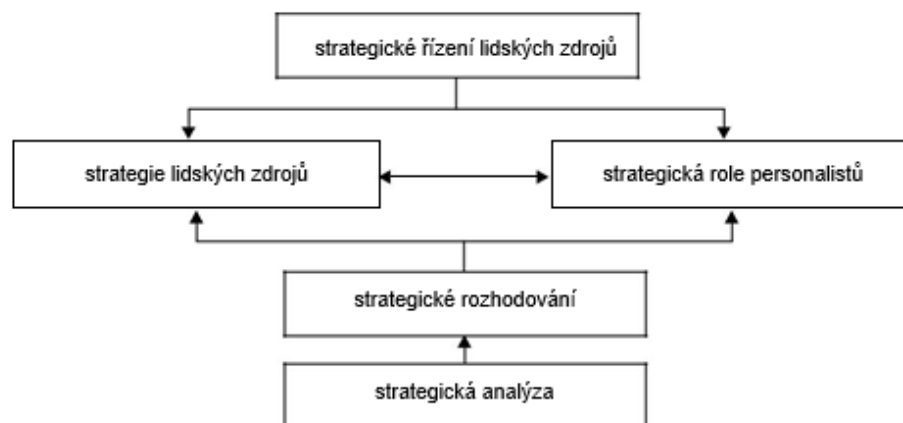 strategické řízení lidských zdrojů
strategie lidských zdrojů
strategická role personalistů
strategické rozhodování
strategická analýza